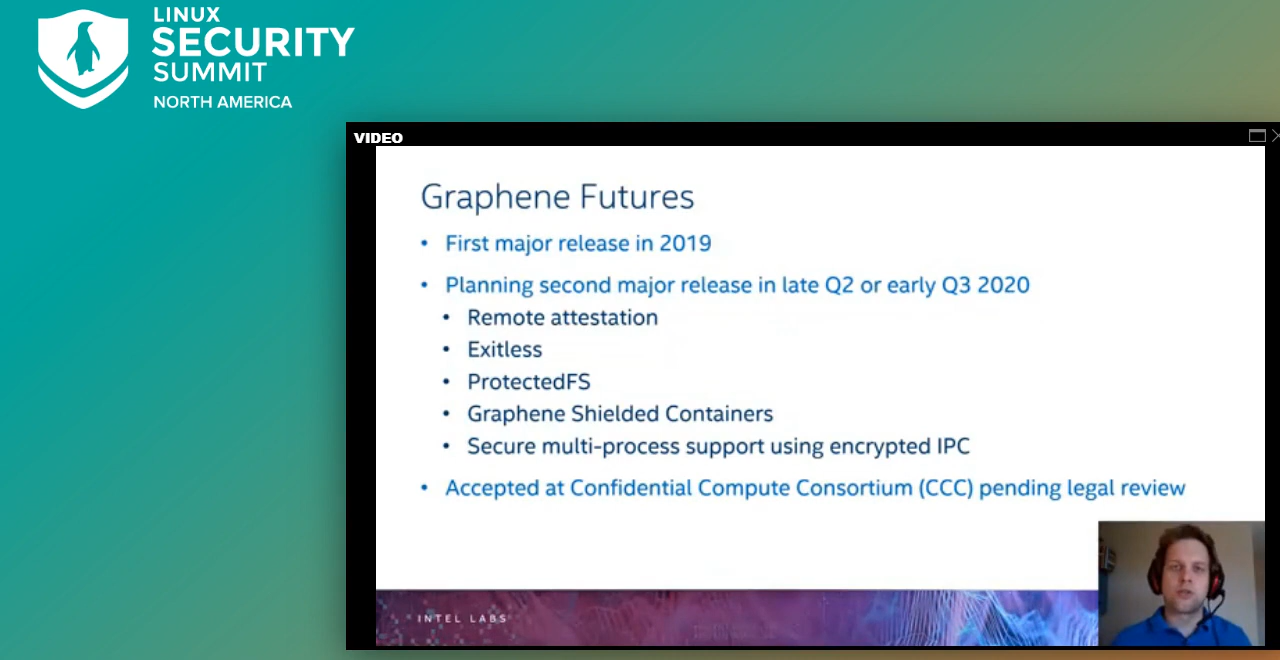 LINUX
SECURITY
SUMMIT
NORTH AMERICA
VIDEO
Graphene Futures
• First major release in 2019
• Planning second major release in late Q2 or early Q3 2020
• Remote attestation
• Exitless
• ProtectedFS
• Graphene Shielded Containers
• Secure multi-process support using encrypted IPC
• Accepted at Confidential Compute Consortium (CCC) pending legal review
INTEL LABS